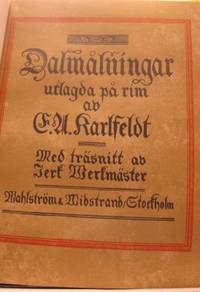 Dalmålningar
utlagda på rim
av
E. A. Karlfeldt
Med träsnitt av
Jerk Werkmäster
Wahlström & Widstrand / Stockholm